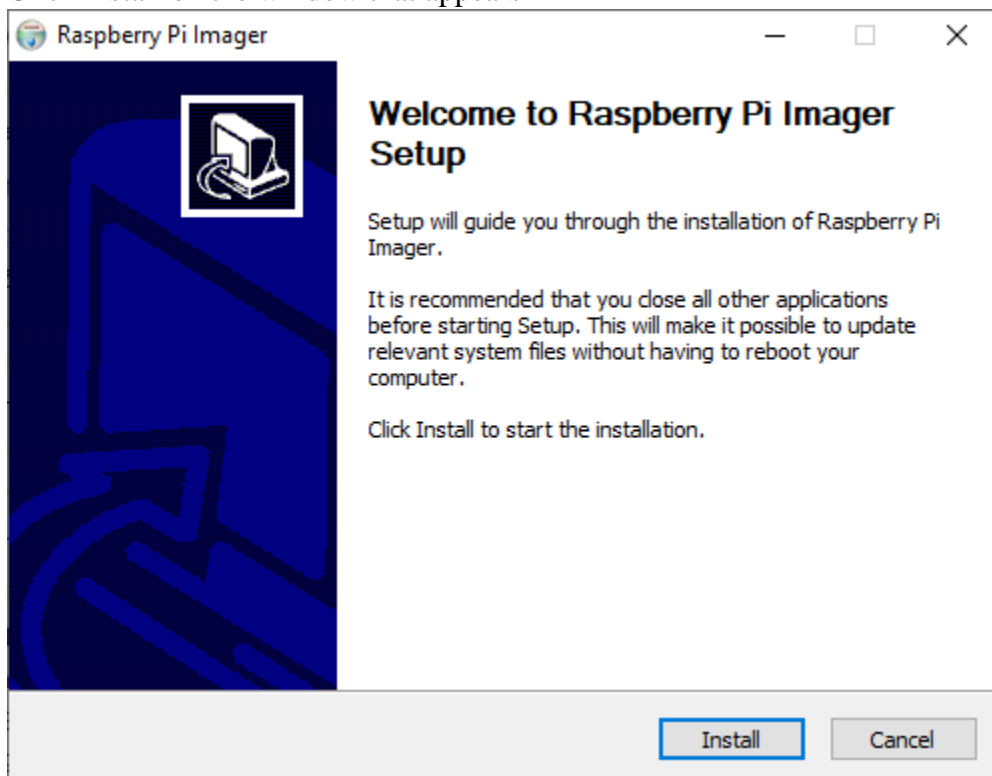 Raspberry Pi Imager
Welcome to Raspberry Pi Imager
Setup
Setup will guide you through the installation of Raspberry Pi
Imager.
It is recommended that you close all other applications
before starting Setup. This will make it possible to update
relevant system files without having to reboot your
computer.
Click Install to start the installation.
Install
Cancel